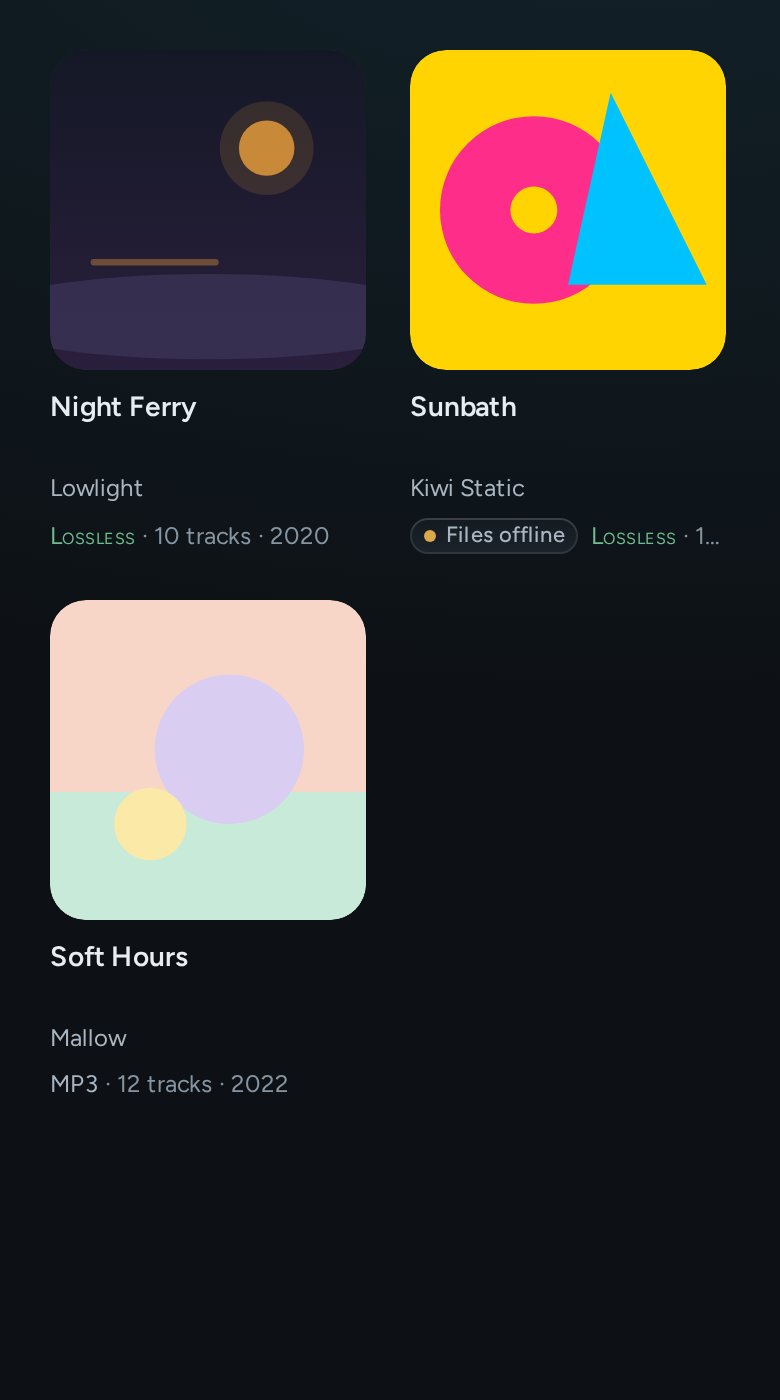 Night Ferry
Lowlight
Lossless · 10 tracks · 2020
Sunbath
Kiwi Static
Files offline Lossless · 1…
Soft Hours
Mallow
MP3 · 12 tracks · 2022